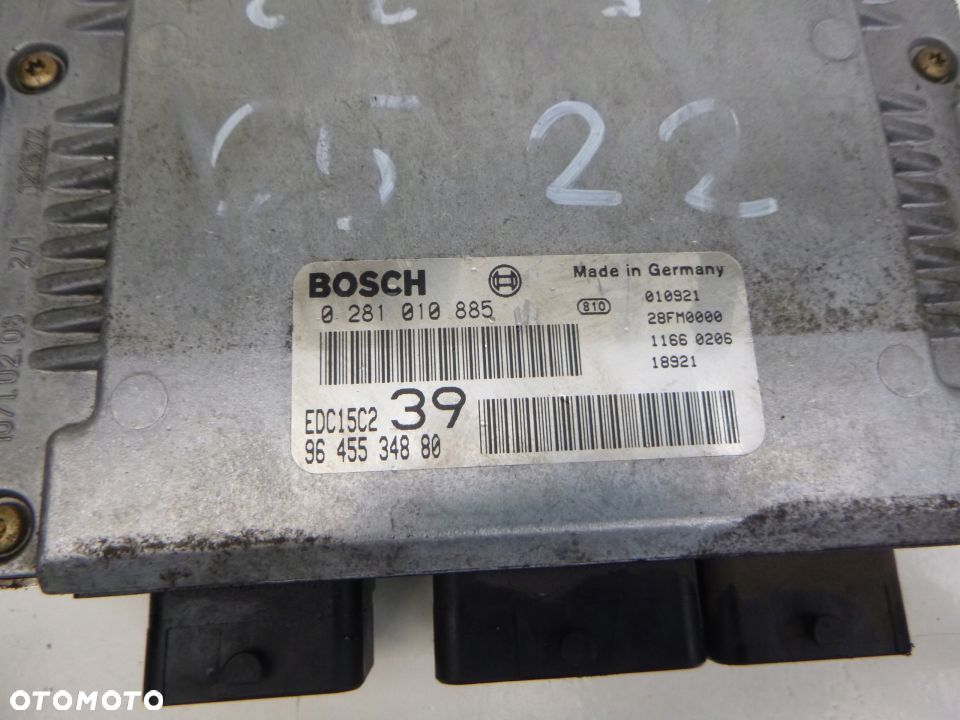 22
BOSCH
Made in Germany
0 281 010 885
810
010921
28FM0000
1166 0206
18921
EDC15C2 39
96 455 348 80
OTOMOTO